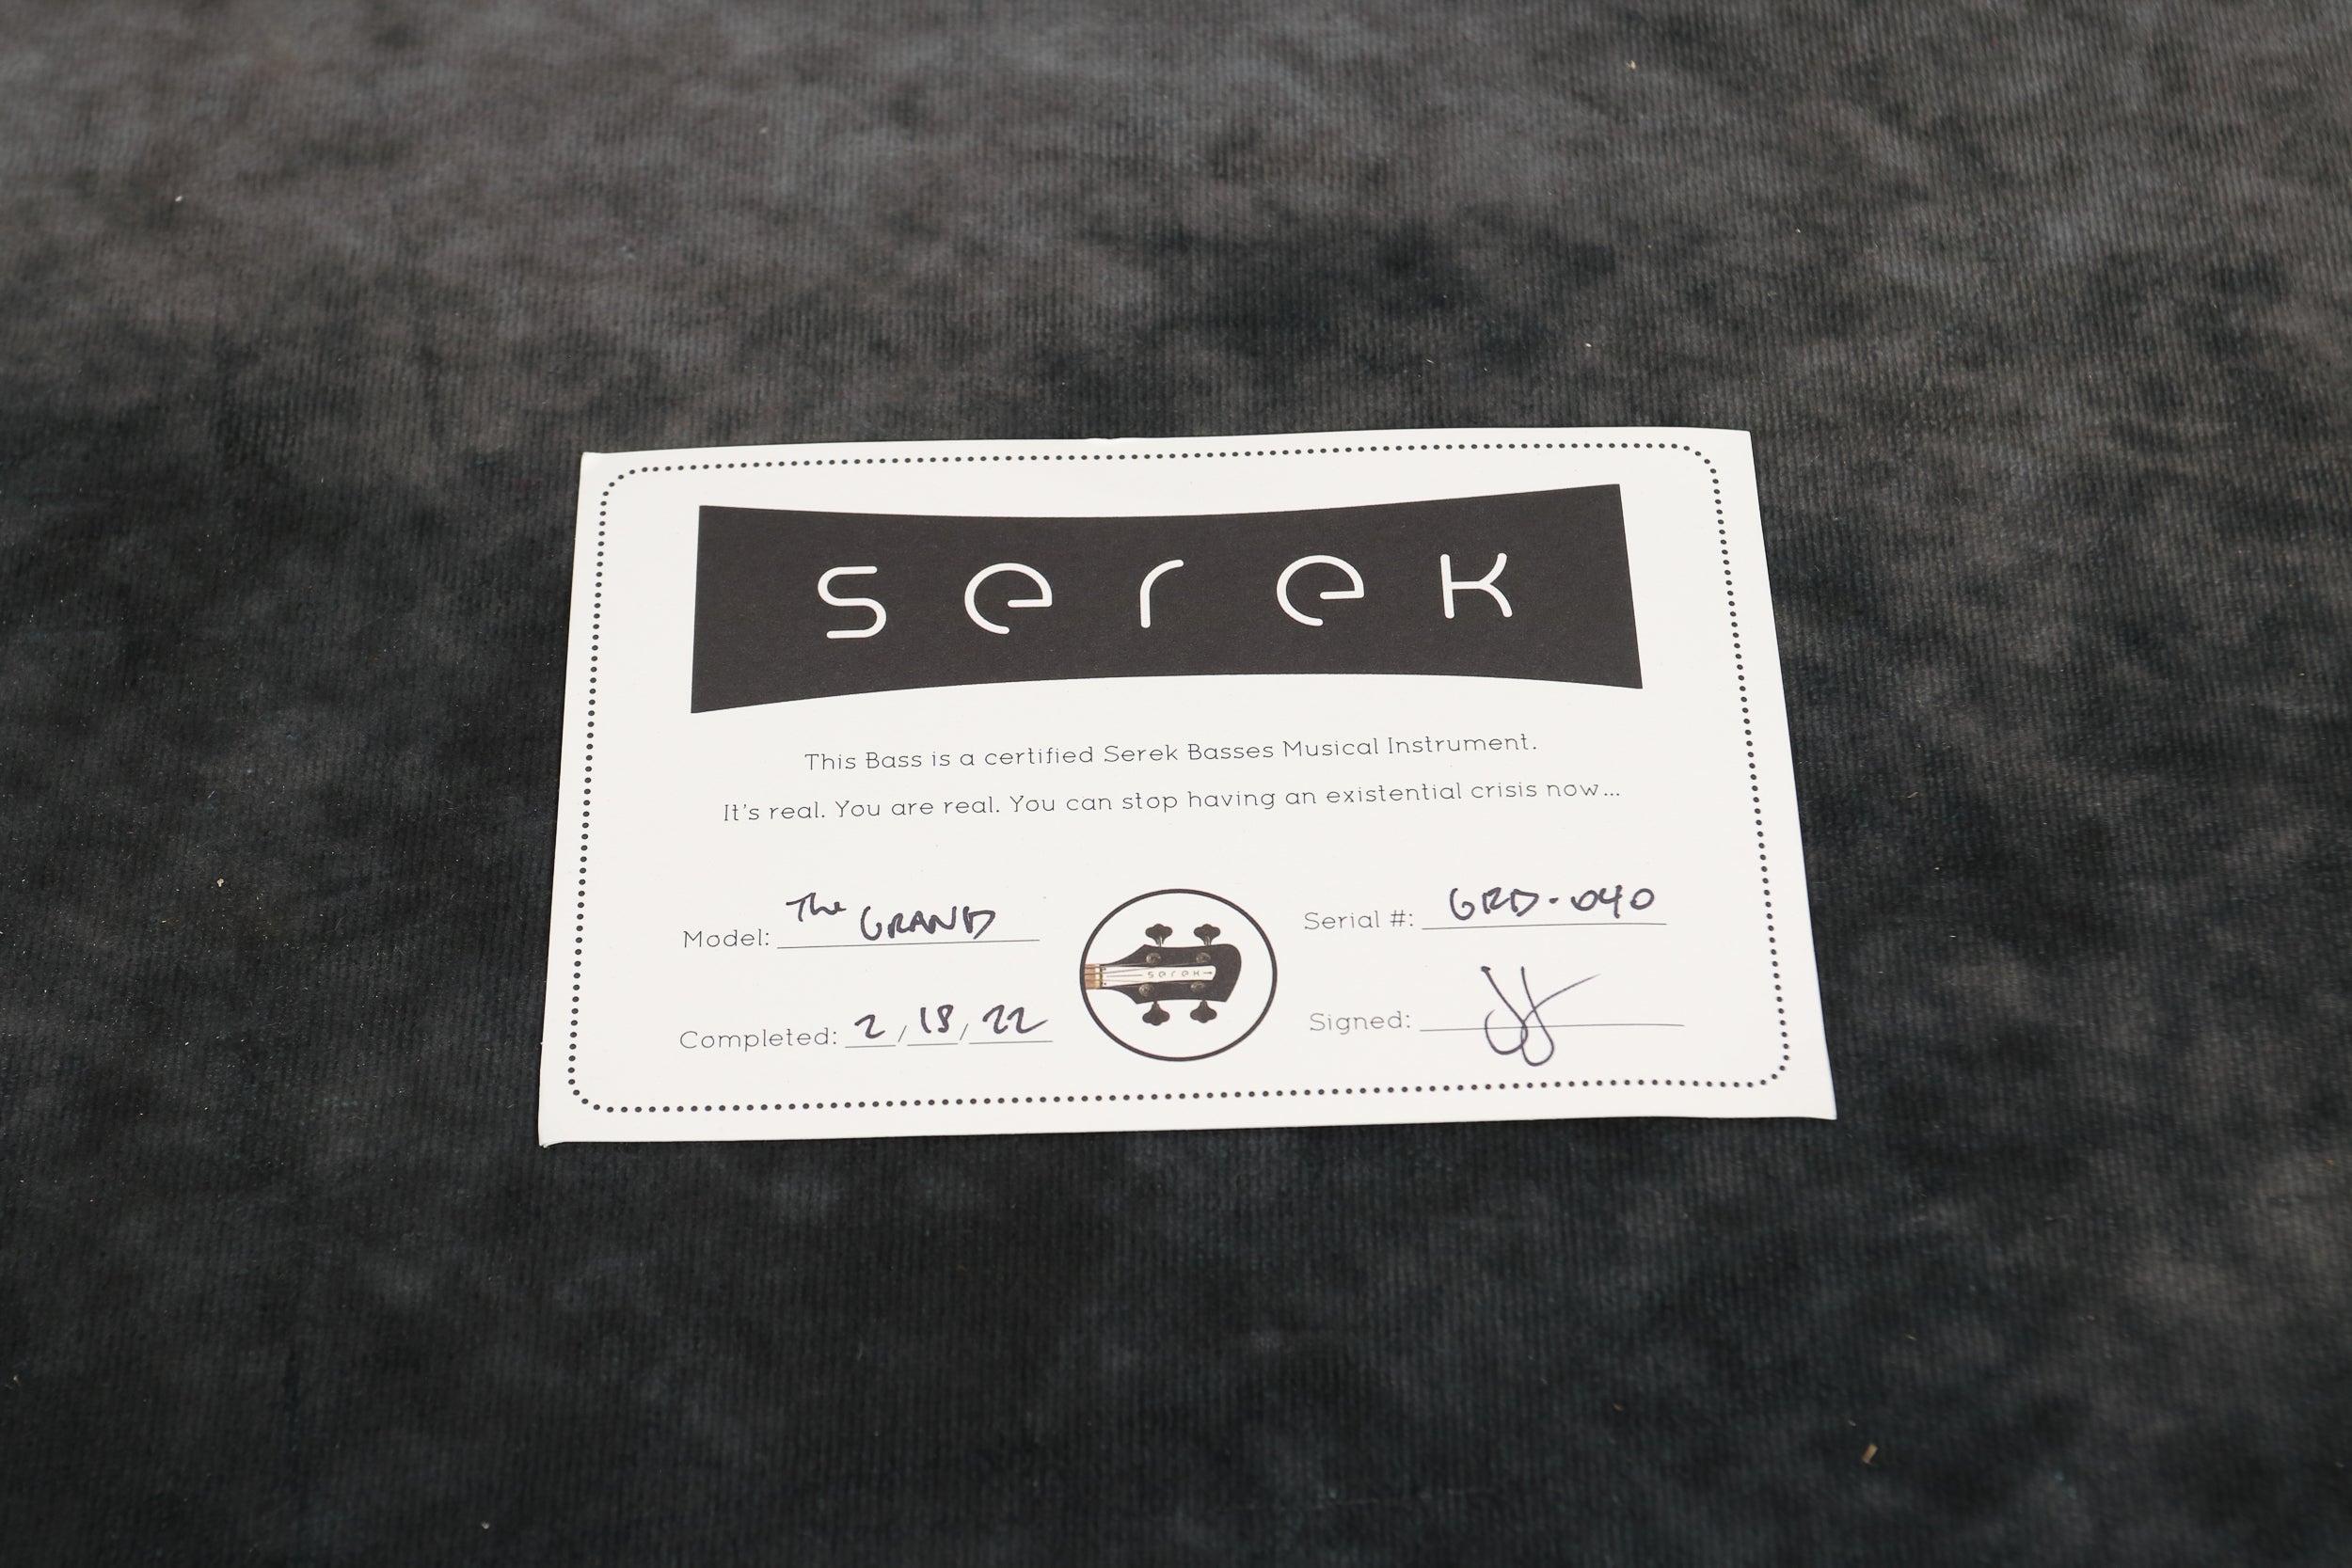 serek
This Bass is a certified Serek Basses Musical Instrument.
It's real. You are real. You can stop having an existential crisis now...
Model: The GRAND
Serial #: GRD-040
serek
Completed: 2/18/22
Signed: